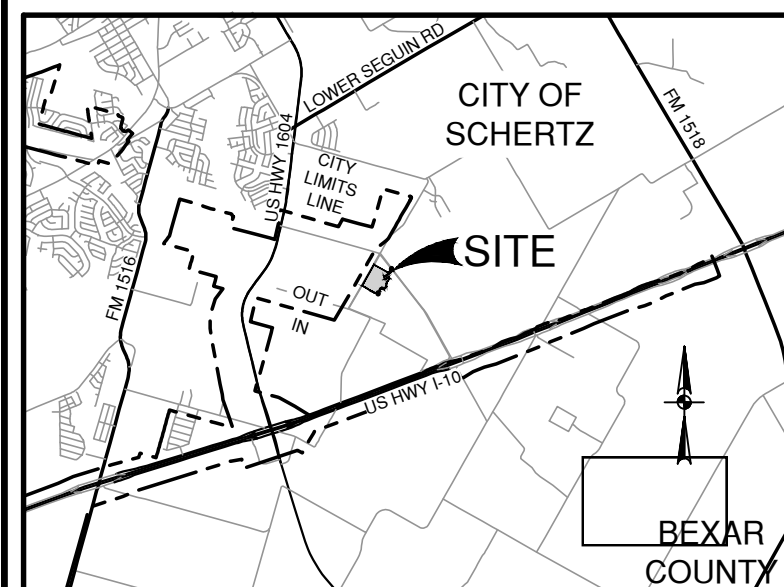 LOWER SEGUIN RD
CITY OF
SCHERTZ
FM 1518
US HWY 1604
CITY
LIMITS
LINE
SITE
FM 1516
OUT
IN
US HWY I-10
BEXAR
COUNTY